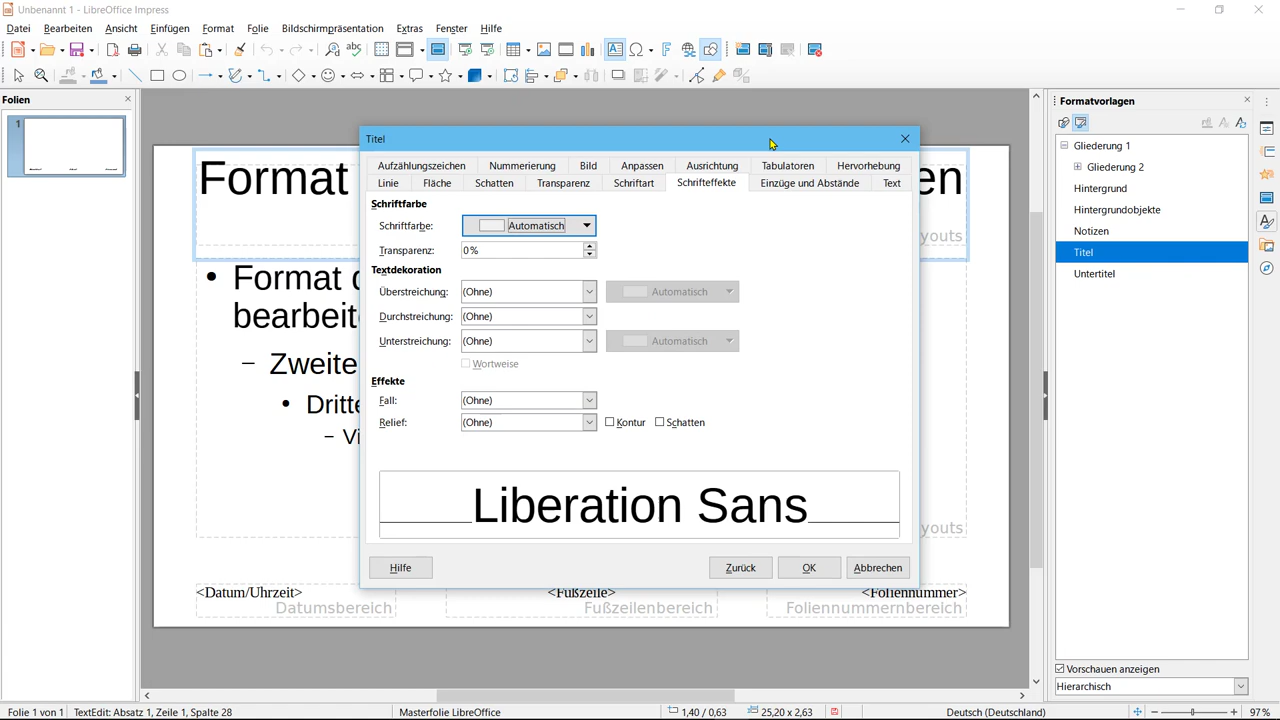 Unbenannt 1 - LibreOffice Impress
Datei Bearbeiten Ansicht Einfügen Format Folie Bildschirmpräsentation Extras Fenster Hilfe
Folien
1
Format
en
youts
Format d
bearbeit
Zweite
Dritte
Vi
youts
<Datum/Uhrzeit>
Datumsbereich
<Fußzeile>
Fußzeilenbereich
<Foliennummer>
Foliennummernbereich
Titel
Aufzählungszeichen Nummerierung Bild Anpassen Ausrichtung Tabulatoren Hervorhebung
Linie Fläche Schatten Transparenz Schriftart Schrifteffekte Einzüge und Abstände Text
Schriftfarbe
Schriftfarbe: Automatisch
Transparenz: 0%
Textdekoration
Überstreichung: (Ohne) Automatisch
Durchstreichung: (Ohne)
Unterstreichung: (Ohne) Automatisch
Wortweise
Effekte
Fall: (Ohne)
Relief: (Ohne) Kontur Schatten
Liberation Sans
Hilfe Zurück OK Abbrechen
Formatvorlagen
Gliederung 1
Gliederung 2
Hintergrund
Hintergrundobjekte
Notizen
Titel
Untertitel
Vorschauen anzeigen
Hierarchisch
Folie 1 von 1 TextEdit: Absatz 1, Zeile 1, Spalte 28 Masterfolie LibreOffice 1,40 / 0,63 25,20 x 2,63 Deutsch (Deutschland) 97%